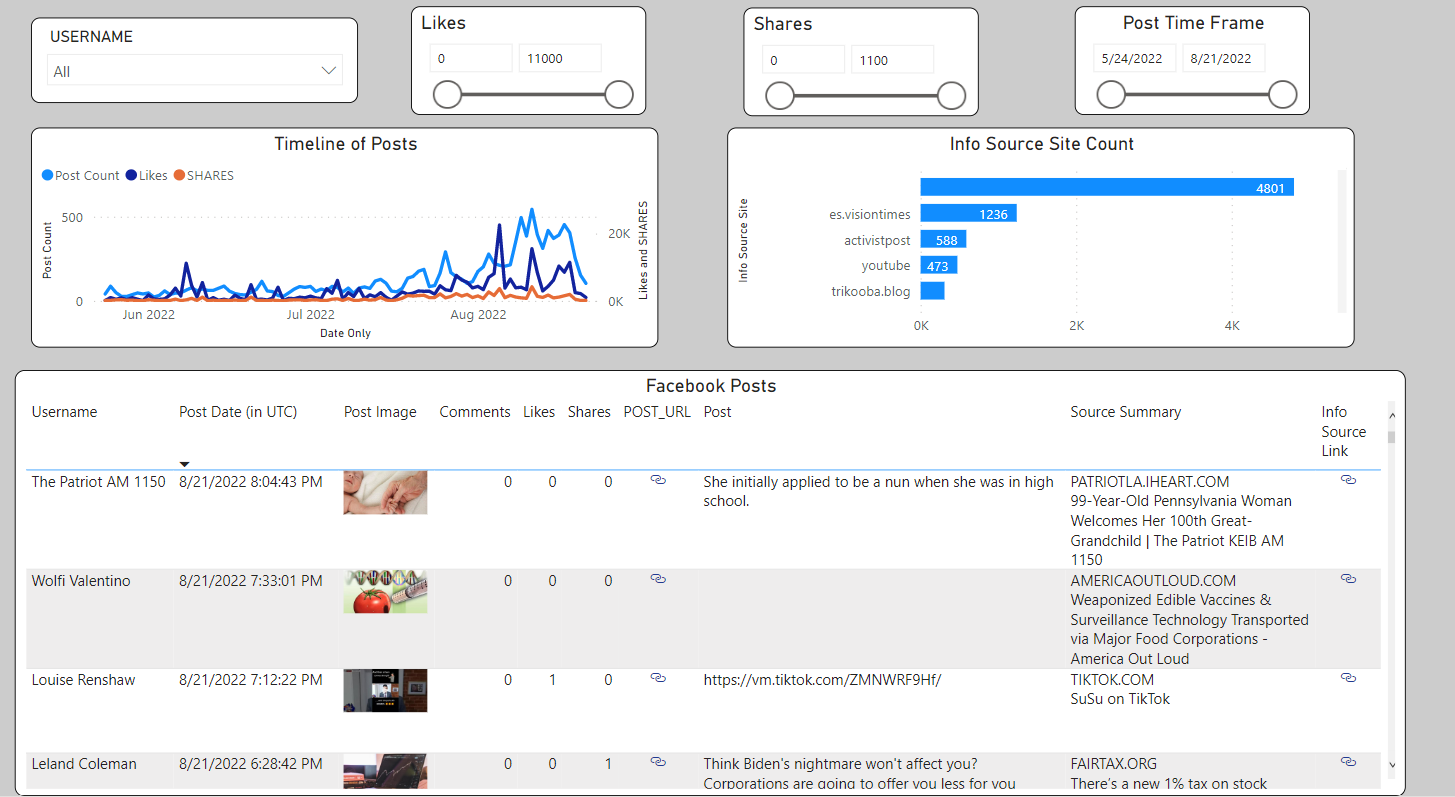 USERNAME
All
Likes
0 11000
Shares
0 1100
Post Time Frame
5/24/2022 8/21/2022
Timeline of Posts
Post Count Likes SHARES
Post Count
500
0
20K
0K
Likes and SHARES
Jun 2022 Jul 2022 Aug 2022
Date Only
Info Source Site Count
Info Source Site
4801
es.visiontimes 1236
activistpost 588
youtube 473
trikooba.blog
0K 2K 4K
Facebook Posts
Username Post Date (in UTC) Post Image Comments Likes Shares POST_URL Post Source Summary Info
Source
Link
The Patriot AM 1150 8/21/2022 8:04:43 PM 0 0 0 She initially applied to be a nun when she was in high PATRIOTLA.IHEART.COM
school. 99-Year-Old Pennsylvania Woman
Welcomes Her 100th Great-
Grandchild | The Patriot KEIB AM
1150
Wolfi Valentino 8/21/2022 7:33:01 PM 0 0 0 AMERICAOUTLOUD.COM
Weaponized Edible Vaccines &
Surveillance Technology Transported
via Major Food Corporations -
America Out Loud
Louise Renshaw 8/21/2022 7:12:22 PM 0 1 0 https://vm.tiktok.com/ZMNWRF9Hf/ TIKTOK.COM
SuSu on TikTok
Leland Coleman 8/21/2022 6:28:42 PM 0 0 1 Think Biden's nightmare won't affect you? FAIRTAX.ORG
Corporations are going to offer you less for you There's a new 1% tax on stock